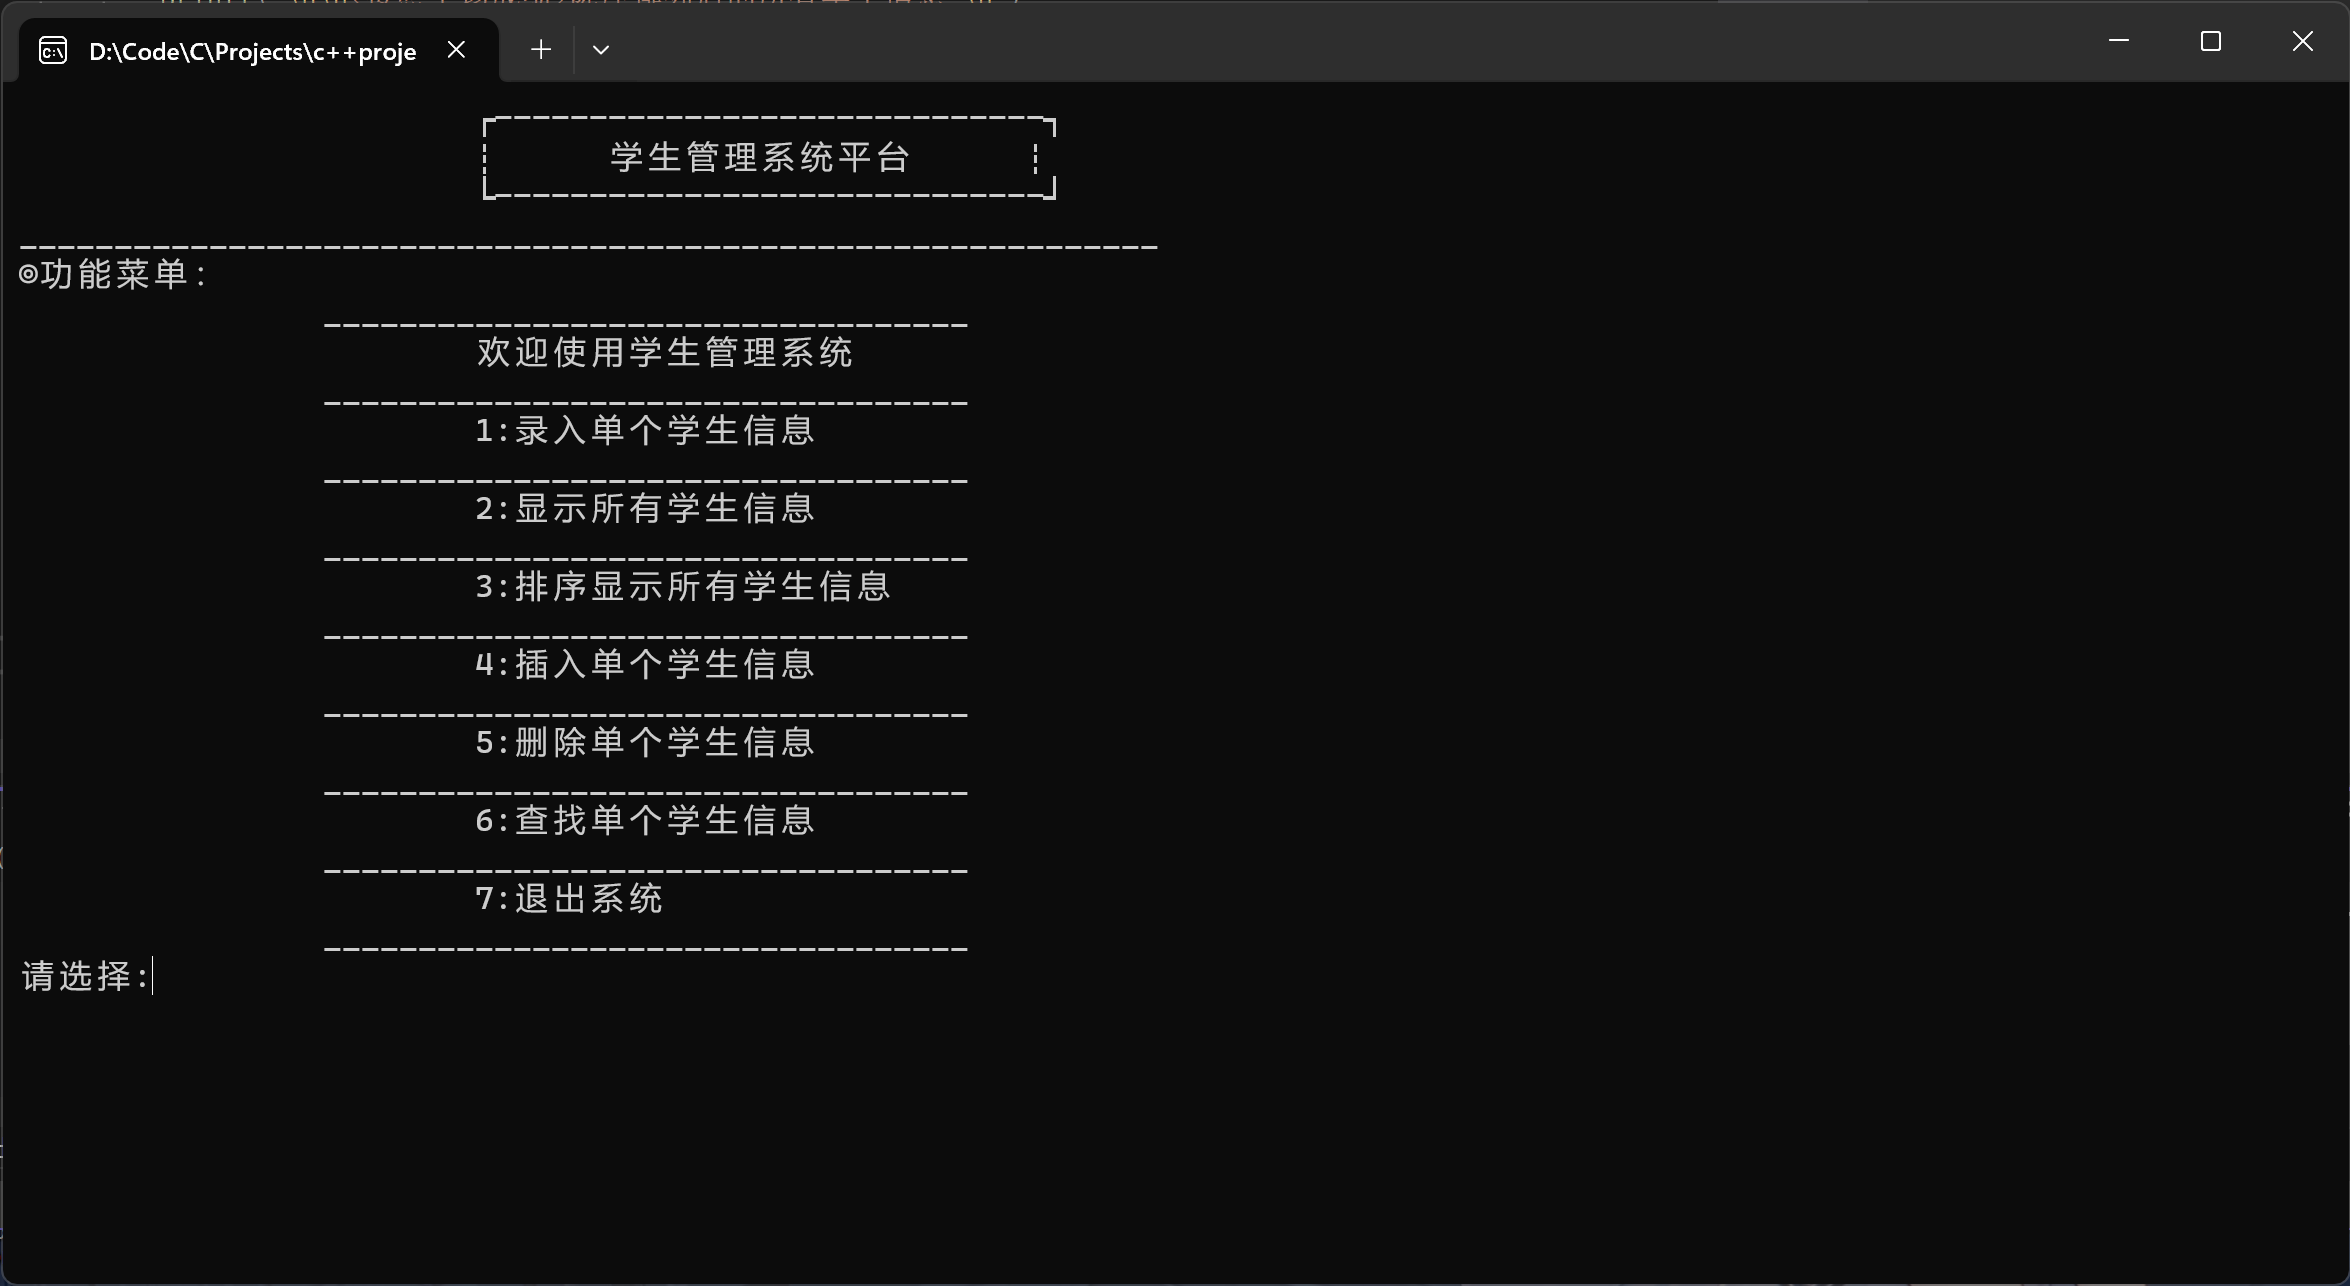 D:\Code\C\Projects\c++proje
学生管理系统平台
◎功能菜单:
欢迎使用学生管理系统
1:录入单个学生信息
2:显示所有学生信息
3:排序显示所有学生信息
4:插入单个学生信息
5:删除单个学生信息
6:查找单个学生信息
7:退出系统
请选择: